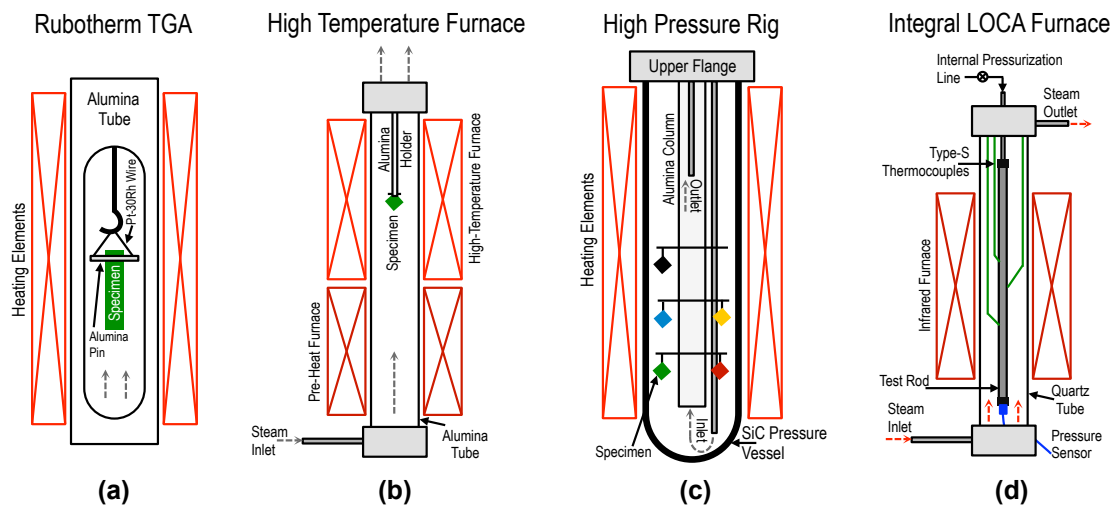 Rubotherm TGA
Heating Elements
Alumina
Tube
Pt-30Rh Wire
Specimen
Alumina
Pin
(a)
High Temperature Furnace
Alumina
Holder
Specimen
High-Temperature Furnace
Pre-Heat Furnace
Steam
Inlet
Alumina
Tube
(b)
High Pressure Rig
Upper Flange
Heating Elements
Alumina Column
Outlet
Inlet
Specimen
SiC Pressure
Vessel
(c)
Integral LOCA Furnace
Internal Pressurization
Line
Steam
Outlet
Type-S
Thermocouples
Infrared Furnace
Test Rod
Quartz
Tube
Steam
Inlet
Pressure
Sensor
(d)